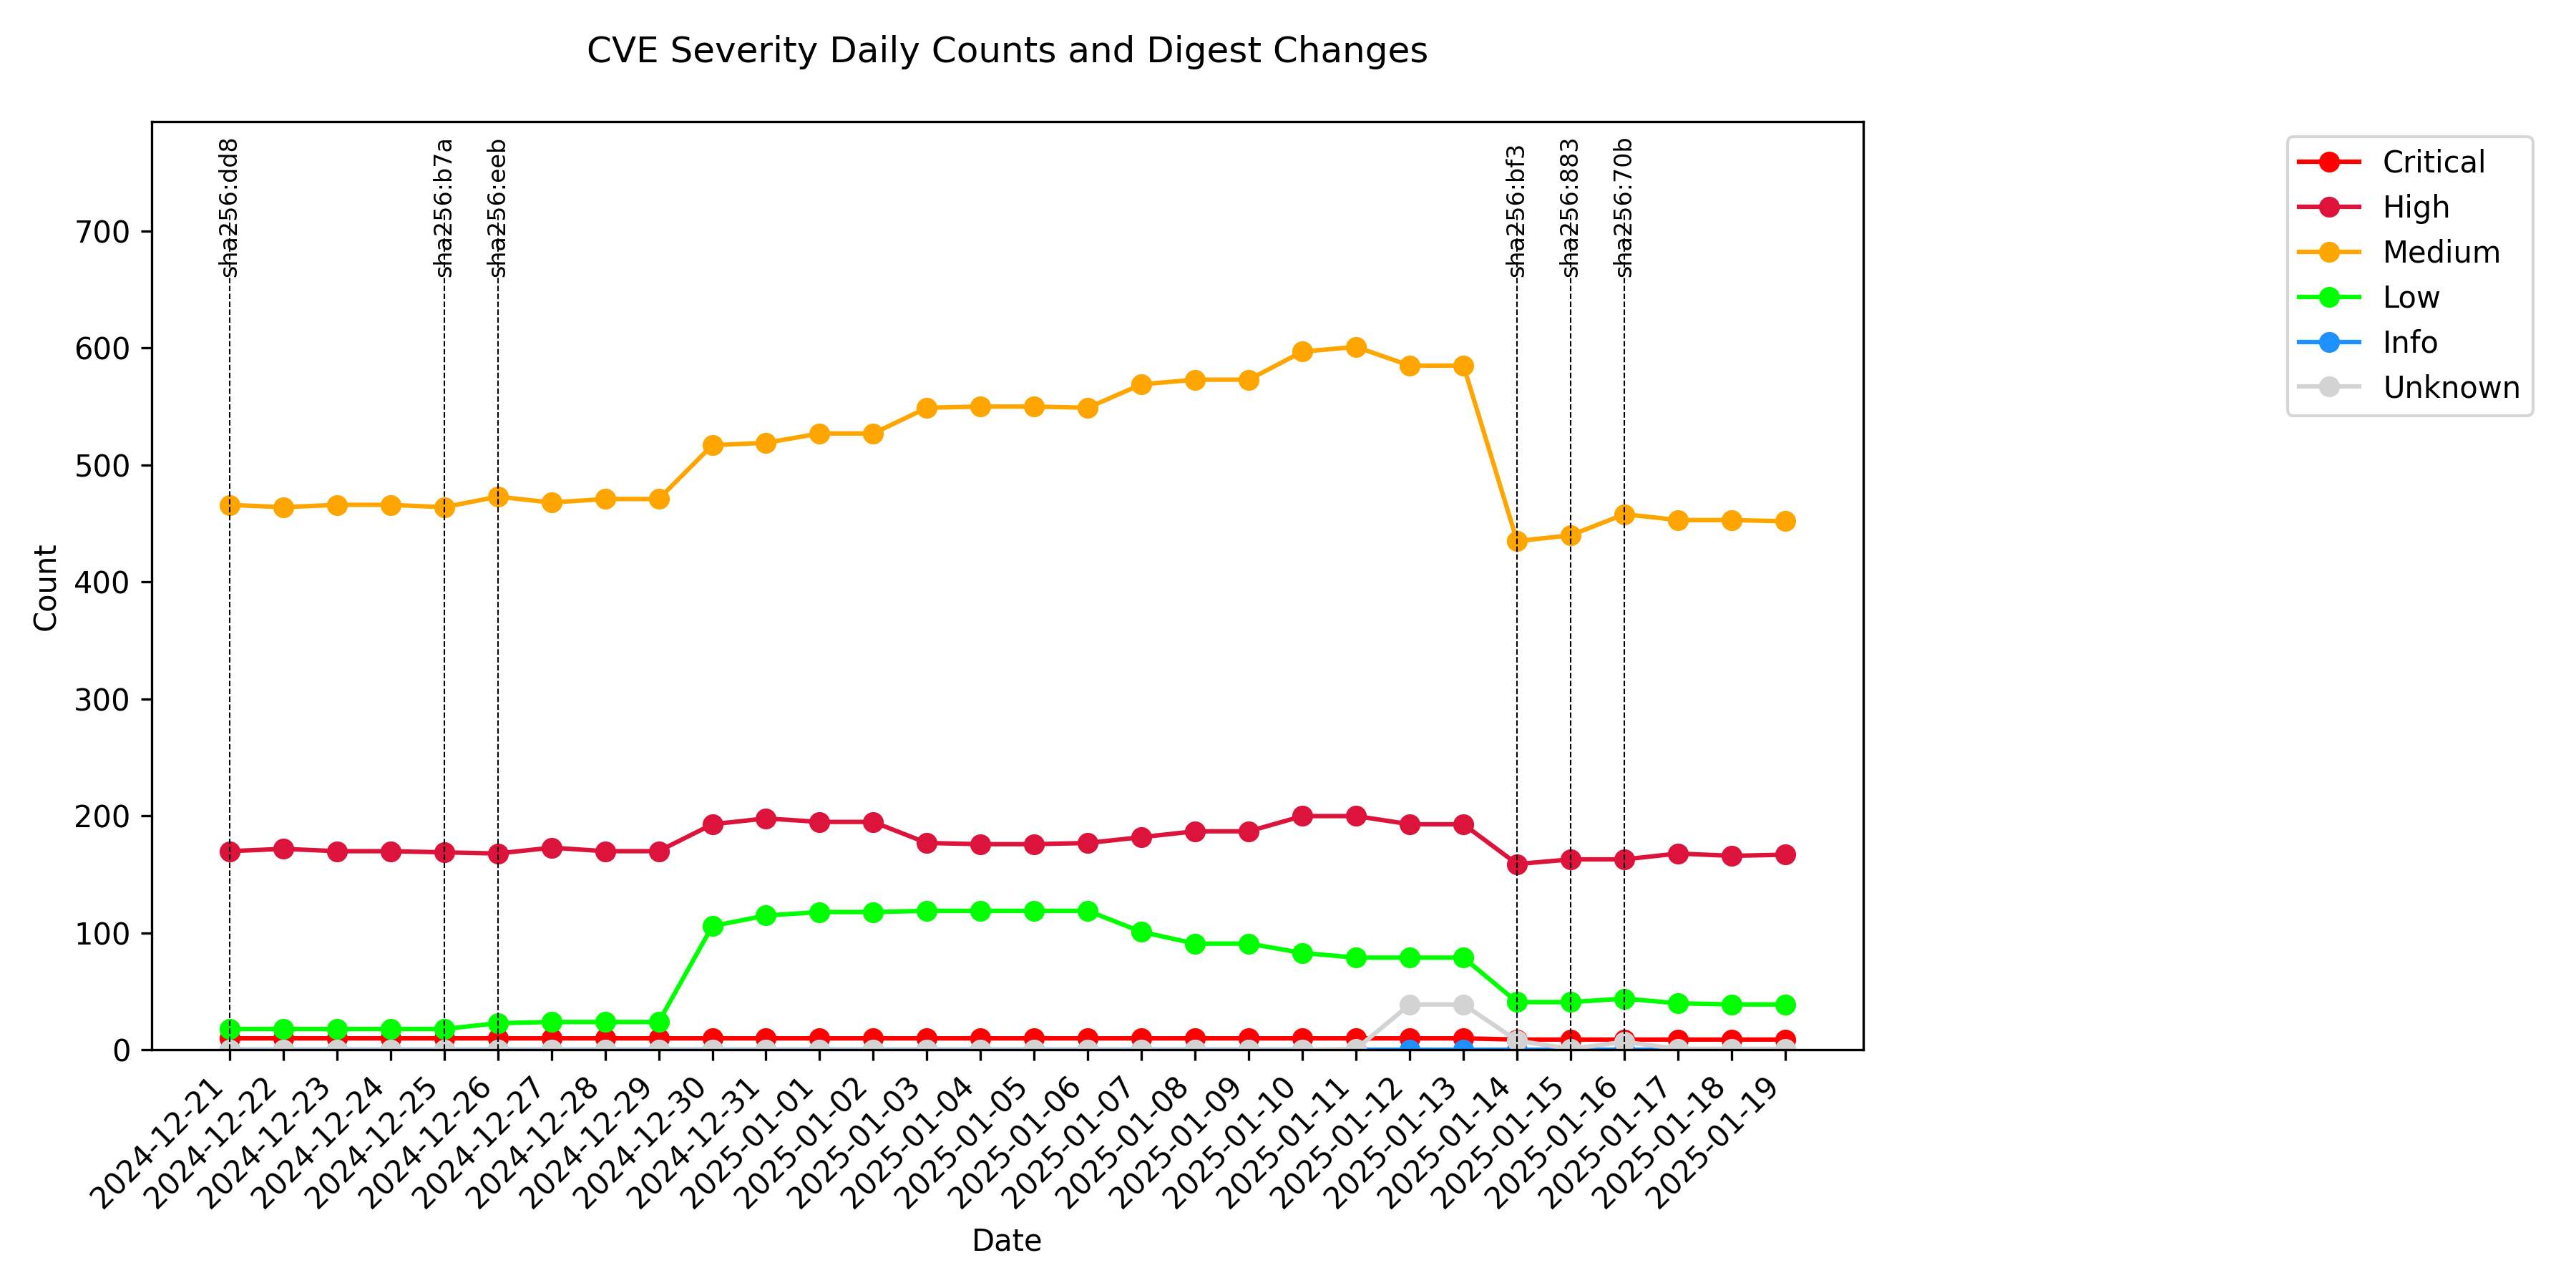 CVE Severity Daily Counts and Digest Changes
sha256:dd8
sha256:b7a
sha256:eeb
sha256:bf3
sha256:883
sha256:70b
Critical
High
Medium
Low
Info
Unknown
Count
700
600
500
400
300
200
100
0
2024-12-21
2024-12-22
2024-12-23
2024-12-24
2024-12-25
2024-12-26
2024-12-27
2024-12-28
2024-12-29
2024-12-30
2024-12-31
2025-01-01
2025-01-02
2025-01-03
2025-01-04
2025-01-05
2025-01-06
2025-01-07
2025-01-08
2025-01-09
2025-01-10
2025-01-11
2025-01-12
2025-01-13
2025-01-14
2025-01-15
2025-01-16
2025-01-17
2025-01-18
2025-01-19
Date